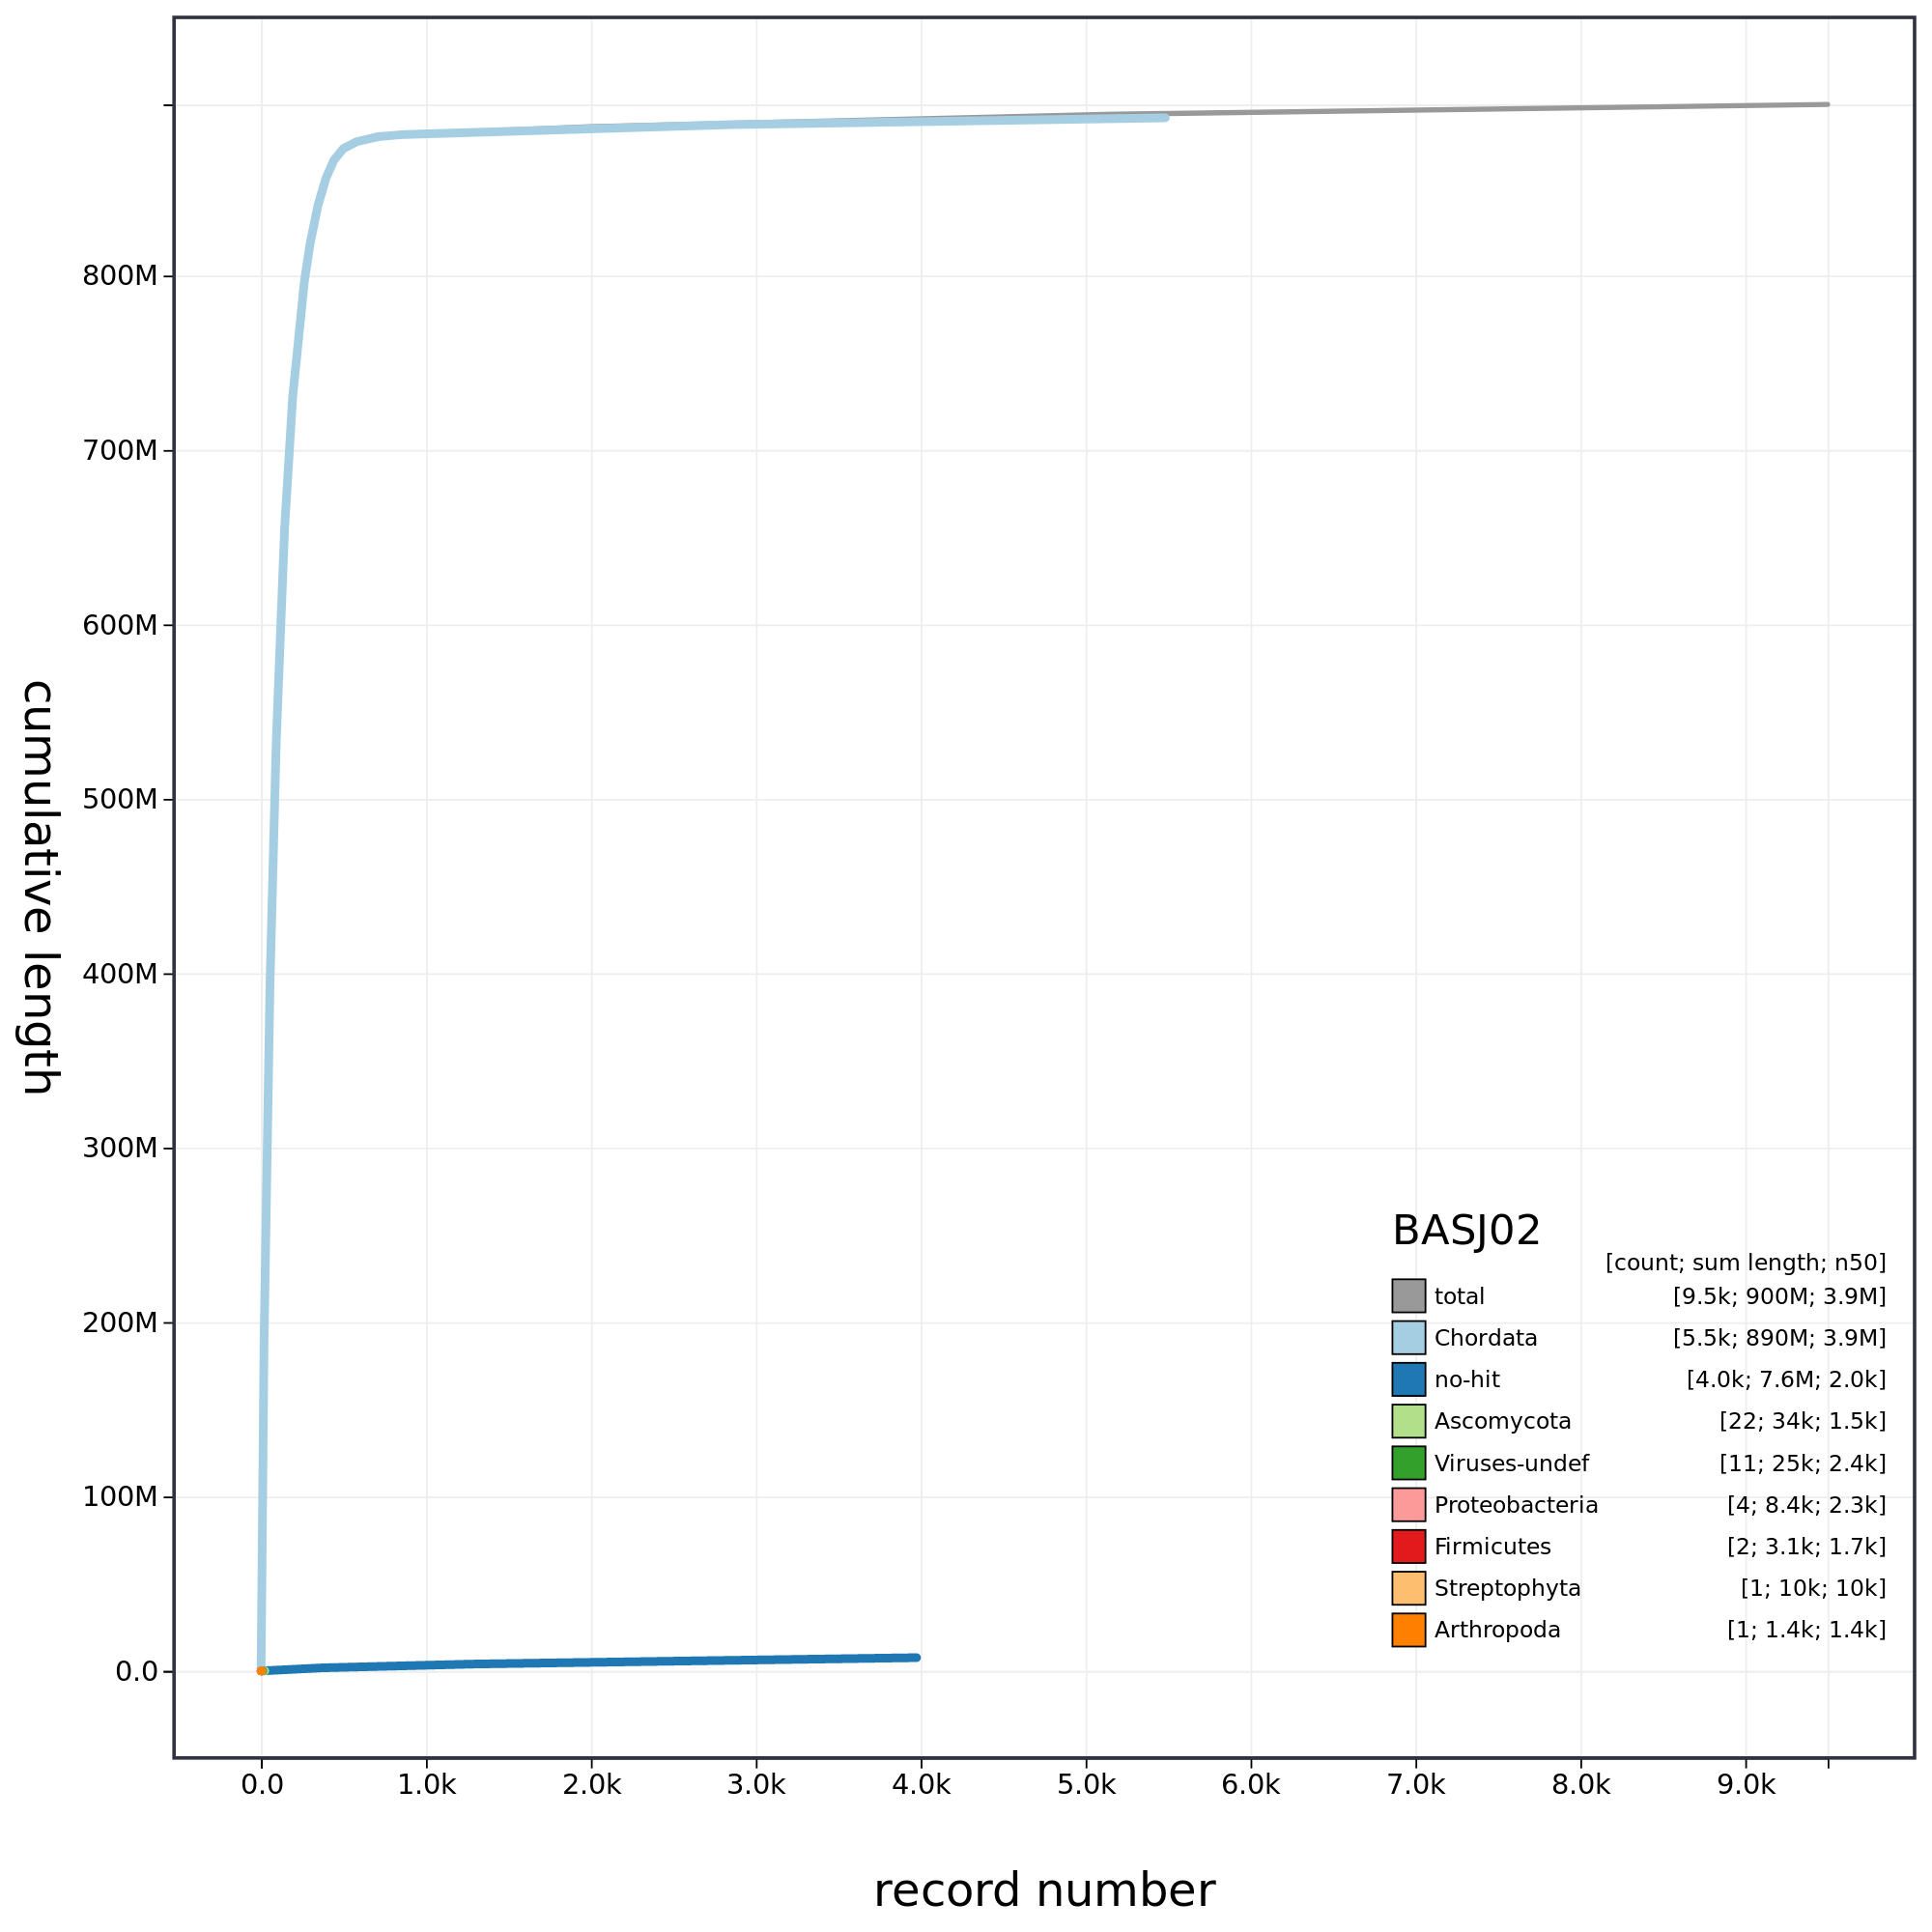 800M
700M
600M
500M
400M
300M
200M
100M
0.0
cumulative length
0.0 1.0k 2.0k 3.0k 4.0k 5.0k 6.0k 7.0k 8.0k 9.0k
record number
BASJ02
[count; sum length; n50]
total [9.5k; 900M; 3.9M]
Chordata [5.5k; 890M; 3.9M]
no-hit [4.0k; 7.6M; 2.0k]
Ascomycota [22; 34k; 1.5k]
Viruses-undef [11; 25k; 2.4k]
Proteobacteria [4; 8.4k; 2.3k]
Firmicutes [2; 3.1k; 1.7k]
Streptophyta [1; 10k; 10k]
Arthropoda [1; 1.4k; 1.4k]